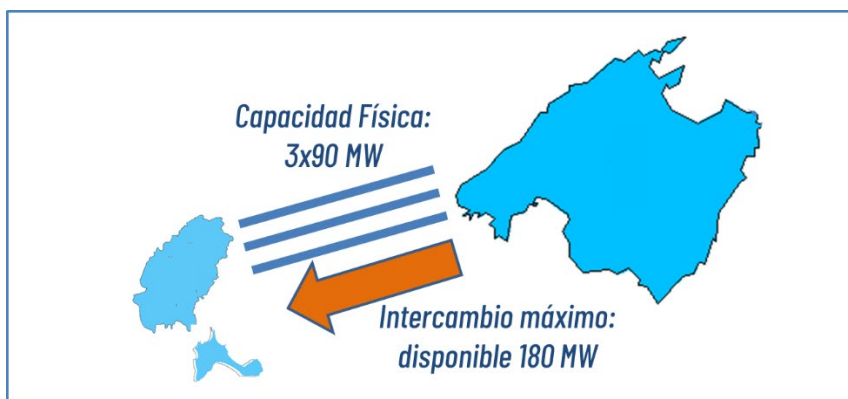 Capacidad Física:
3x90 MW
Intercambio máximo:
disponible 180 MW